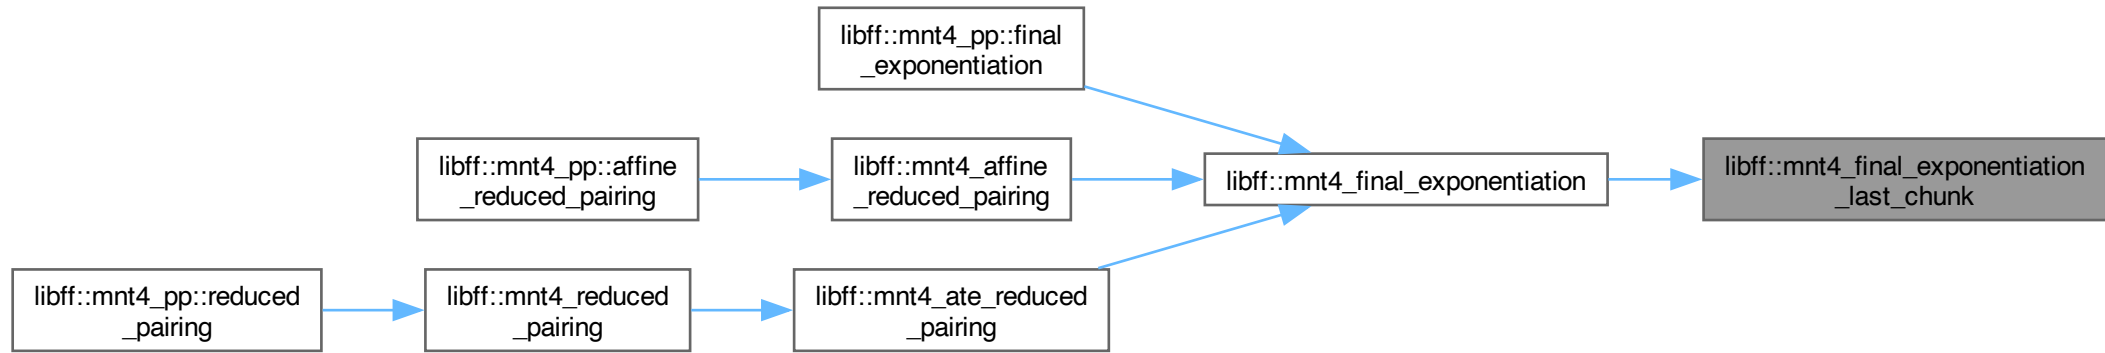 libff::mnt4_pp::final
_exponentiation
libff::mnt4_pp::affine
_reduced_pairing
libff::mnt4_affine
_reduced_pairing
libff::mnt4_final_exponentiation
libff::mnt4_final_exponentiation
_last_chunk
libff::mnt4_pp::reduced
_pairing
libff::mnt4_reduced
_pairing
libff::mnt4_ate_reduced
_pairing